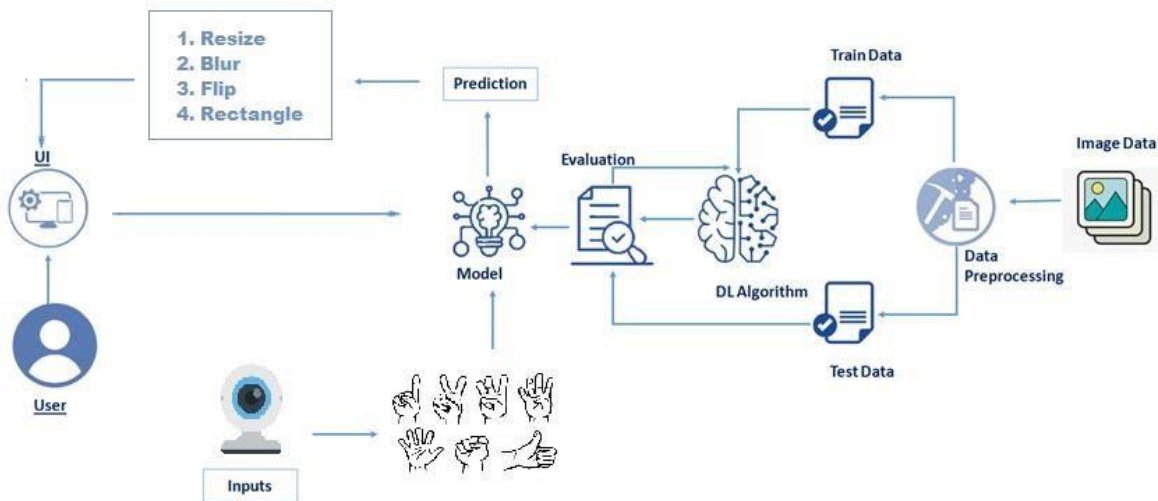 1. Resize
2. Blur
3. Flip
4. Rectangle
Prediction
Train Data
UI
Evaluation
Image Data
Model
DL Algorithm
Data
Preprocessing
User
Test Data
Inputs